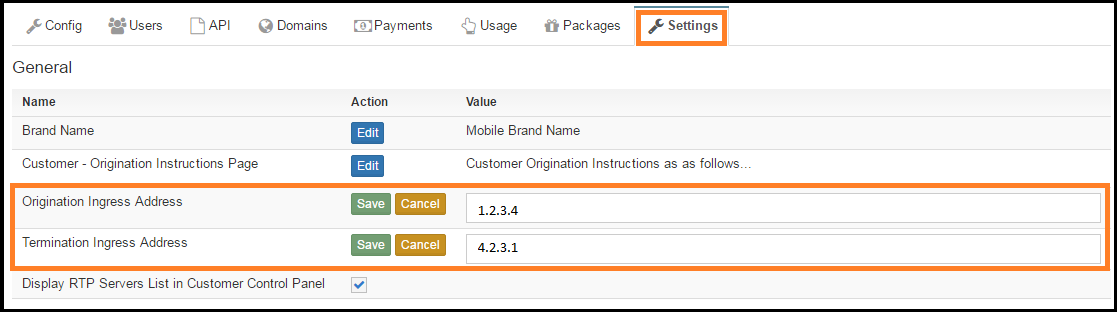 Config Users API Domains Payments Usage Packages Settings
General
Name Action Value
Brand Name Edit Mobile Brand Name
Customer - Origination Instructions Page Edit Customer Origination Instructions as as follows...
Origination Ingress Address Save Cancel 1.2.3.4
Termination Ingress Address Save Cancel 4.2.3.1
Display RTP Servers List in Customer Control Panel